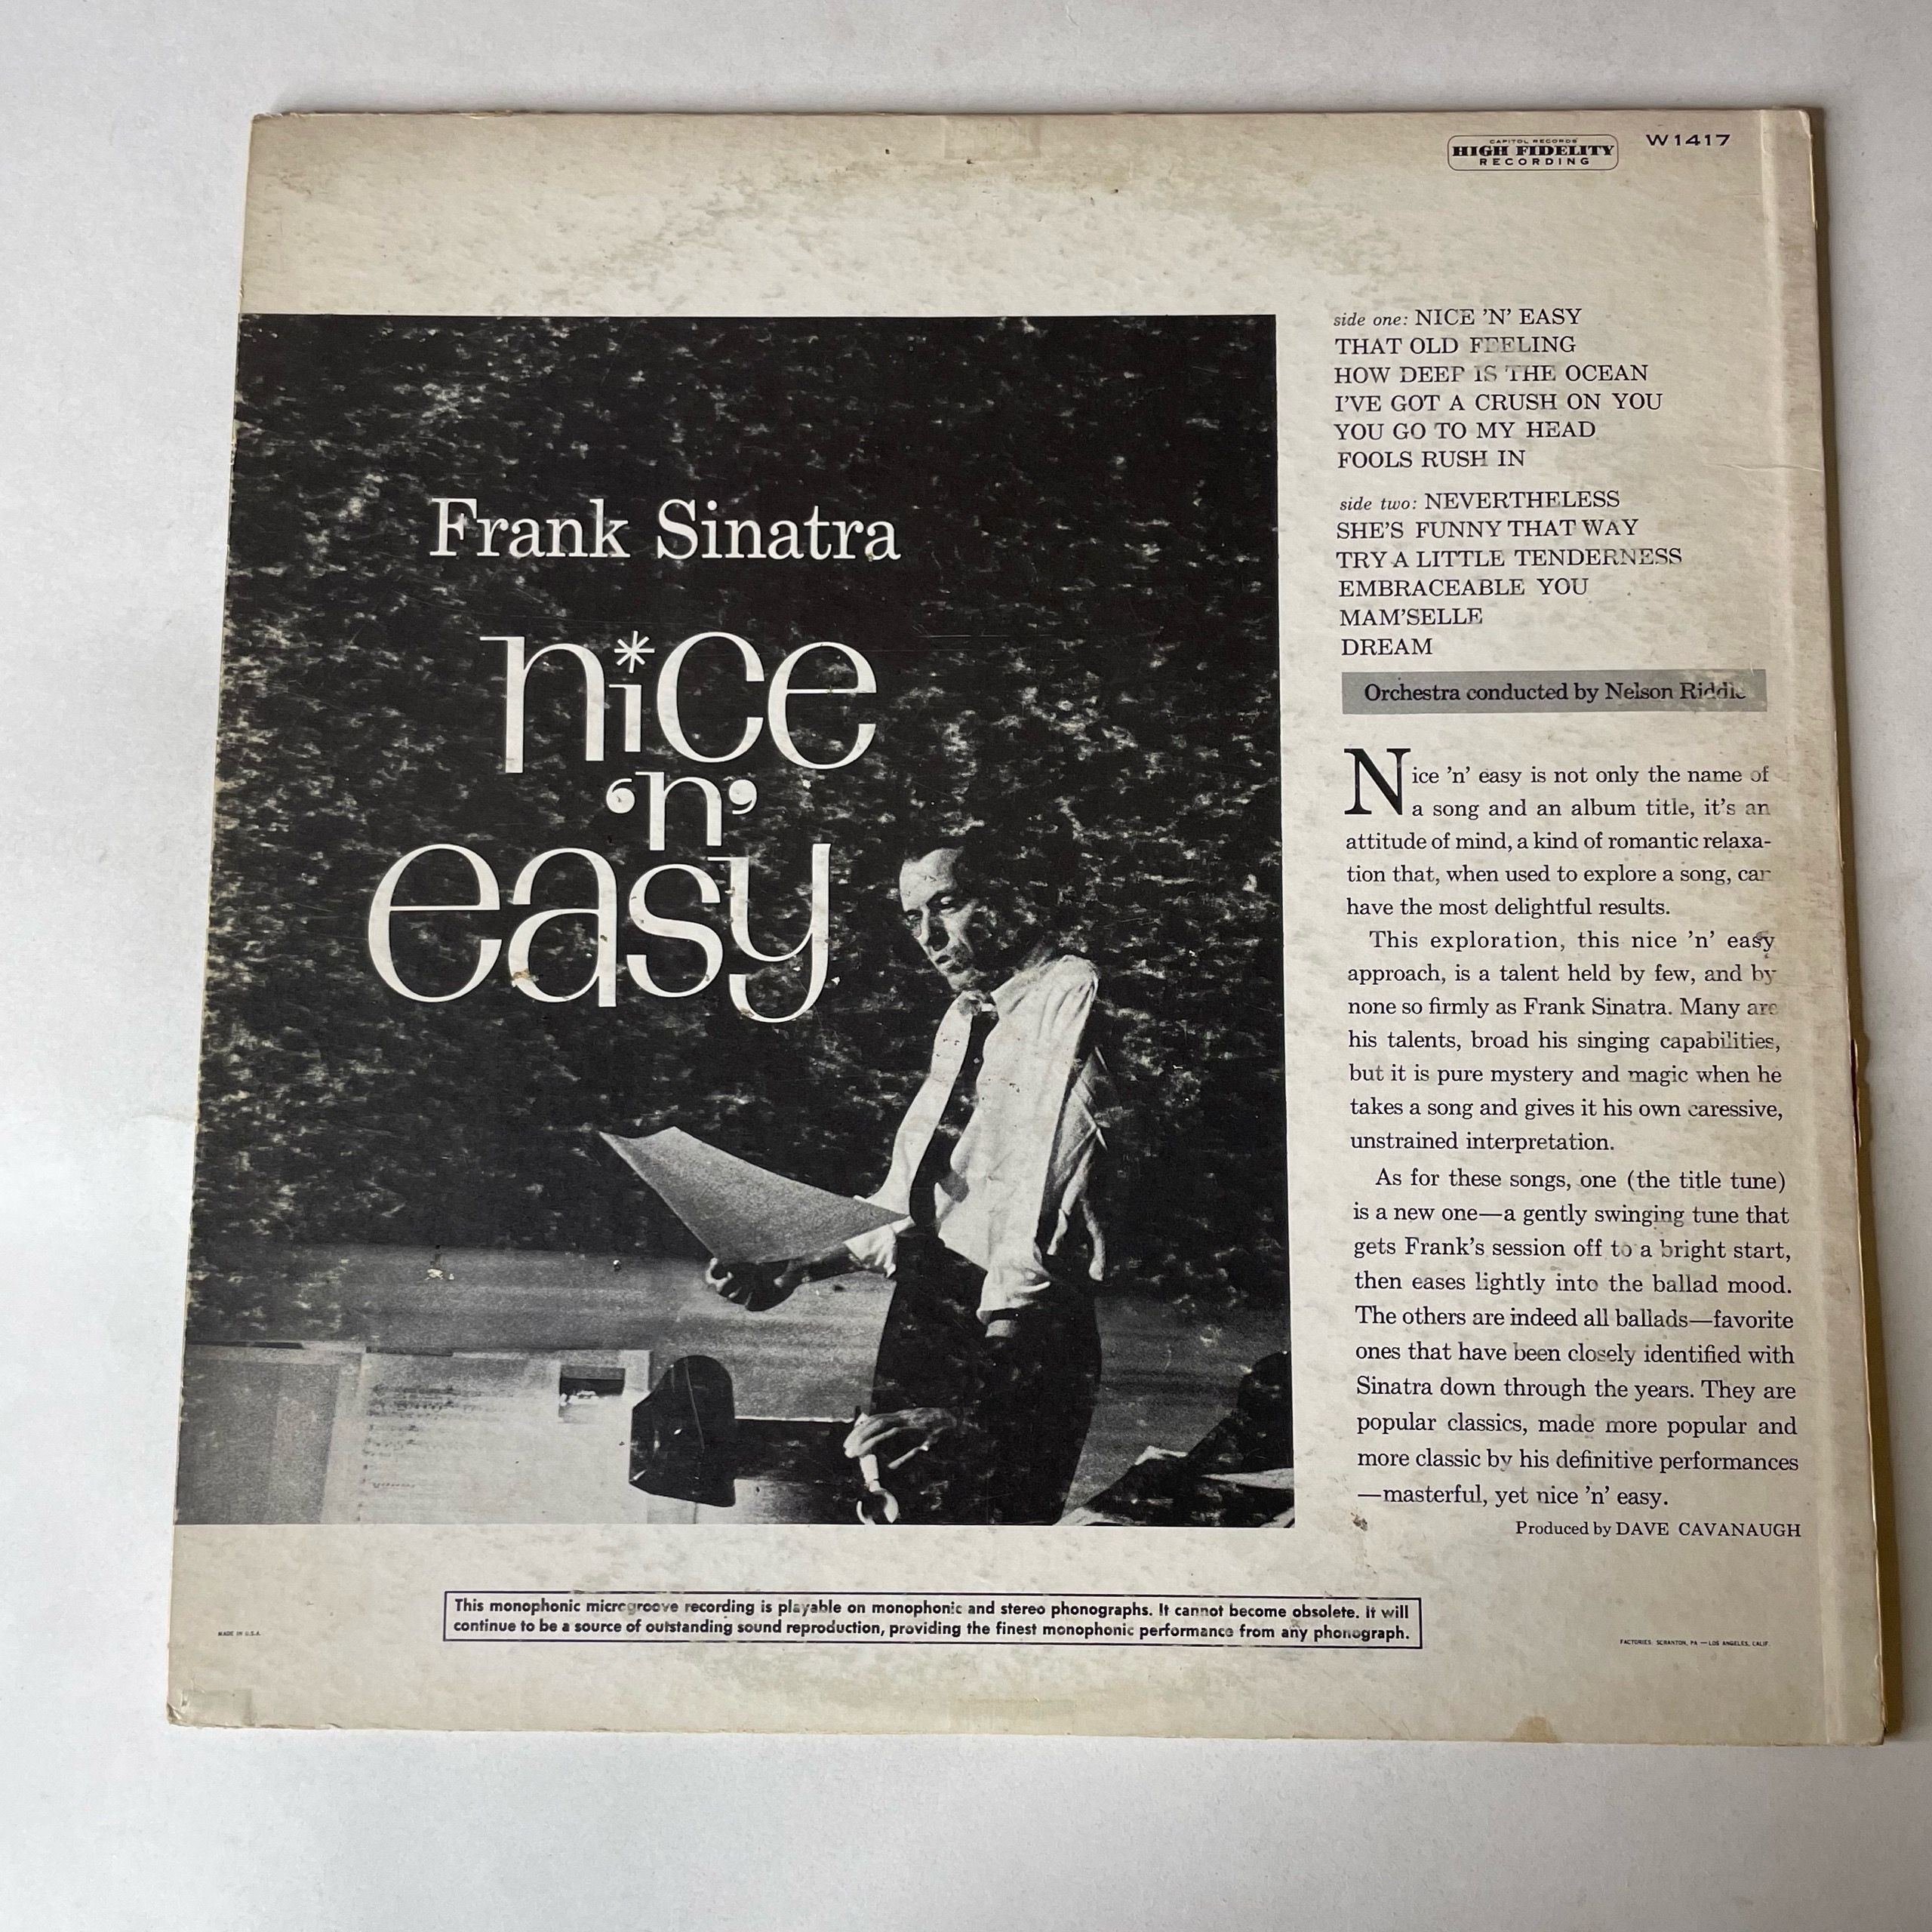 CAPITOL RECORDS
HIGH FIDELITY
RECORDING
W1417
Frank Sinatra
nice
'n'
easy
side one: NICE 'N' EASY
THAT OLD FEELING
HOW DEEP IS THE OCEAN
I'VE GOT A CRUSH ON YOU
YOU GO TO MY HEAD
FOOLS RUSH IN
side two: NEVERTHELESS
SHE'S FUNNY THAT WAY
TRY A LITTLE TENDERNESS
EMBRACEABLE YOU
MAM'SELLE
DREAM
Orchestra conducted by Nelson Riddle
Nice 'n' easy is not only the name of
a song and an album title, it's an
attitude of mind, a kind of romantic relaxa-
tion that, when used to explore a song, can
have the most delightful results.
This exploration, this nice 'n' easy
approach, is a talent held by few, and by
none so firmly as Frank Sinatra. Many are
his talents, broad his singing capabilities,
but it is pure mystery and magic when he
takes a song and gives it his own caressive,
unstrained interpretation.
As for these songs, one (the title tune)
is a new one—a gently swinging tune that
gets Frank's session off to a bright start,
then eases lightly into the ballad mood.
The others are indeed all ballads—favorite
ones that have been closely identified with
Sinatra down through the years. They are
popular classics, made more popular and
more classic by his definitive performances
—masterful, yet nice 'n' easy.
Produced by DAVE CAVANAUGH
This monophonic microgroove recording is playable on monophonic and stereo phonographs. It cannot become obsolete. It will
continue to be a source of outstanding sound reproduction, providing the finest monophonic performance from any phonograph.
MADE IN U.S.A.
FACTORIES: SCRANTON, PA — LOS ANGELES, CALIF.